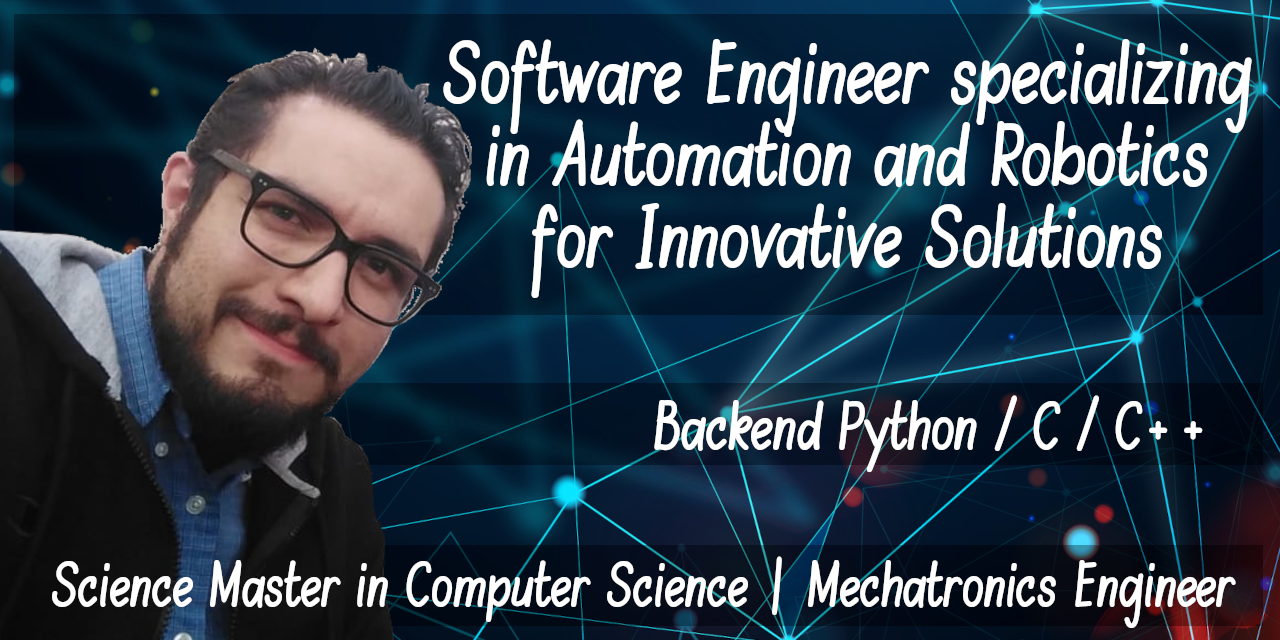 Software Engineer specializing
in Automation and Robotics
for Innovative Solutions
Backend Python / C / C++
Science Master in Computer Science | Mechatronics Engineer